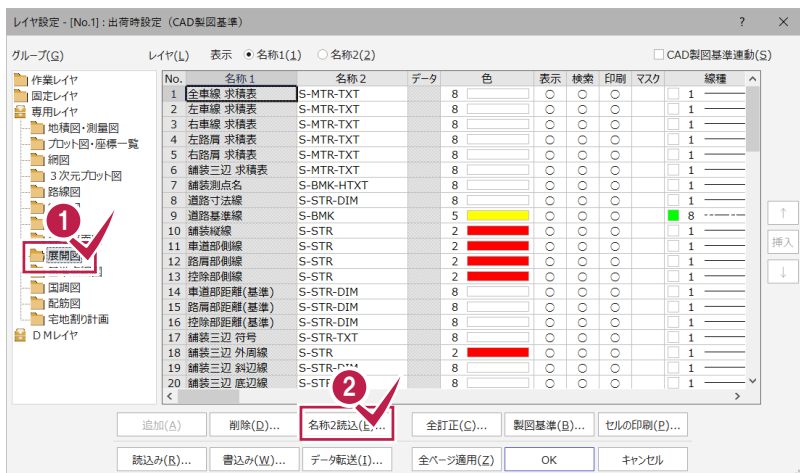 レイヤ設定 - [No.1] : 出荷時設定（CAD製図基準） ?
グループ(G) レイヤ(L) 表示 名称1(1) 名称2(2) CAD製図基準連動(S)
作業レイヤ
固定レイヤ
専用レイヤ
地積図・測量図
プロット図・座標一覧
網図
３次元プロット図
路線図
1
展開図
国調図
配筋図
宅地割り計画
ＤＭレイヤ
No. 名称１ 名称２ データ 色 表示 検索 印刷 マスク 線種
1 全車線 求積表 S-MTR-TXT 8 ○ ○ ○ 1
2 左車線 求積表 S-MTR-TXT 8 ○ ○ ○ 1
3 右車線 求積表 S-MTR-TXT 8 ○ ○ ○ 1
4 左路肩 求積表 S-MTR-TXT 8 ○ ○ ○ 1
5 右路肩 求積表 S-MTR-TXT 8 ○ ○ ○ 1
6 舗装三辺 求積表 S-MTR-TXT 8 ○ ○ ○ 1
7 舗装測点名 S-BMK-HTXT 8 ○ ○ ○ 1
8 道路寸法線 S-STR-DIM 8 ○ ○ ○ 1
9 道路基準線 S-BMK 5 ○ ○ ○ 8
10 舗装縦線 S-STR 2 ○ ○ ○ 1
11 車道部側線 S-STR 2 ○ ○ ○ 1
12 路肩部側線 S-STR 2 ○ ○ ○ 1
13 控除部側線 S-STR 2 ○ ○ ○ 1
14 車道部距離(基準) S-STR-DIM 8 ○ ○ ○ 1
15 路肩部距離(基準) S-STR-DIM 8 ○ ○ ○ 1
16 控除部距離(基準) S-STR-DIM 8 ○ ○ ○ 1
17 舗装三辺 符号 S-STR-TXT 8 ○ ○ ○ 1
18 舗装三辺 外周線 S-STR 2 ○ ○ ○ 1
19 舗装三辺 斜辺線 S-STR-DIM 8 ○ ○ ○ 1
20 舗装三辺 底辺線 8 ○ ○ ○ 1
↑
挿入
↓
2
追加(A) 削除(D)... 名称2読込(E)... 全訂正(C)... 製図基準(B)... セルの印刷(P)...
読込み(R)... 書込み(W)... データ転送(I)... 全ページ適用(Z) OK キャンセル